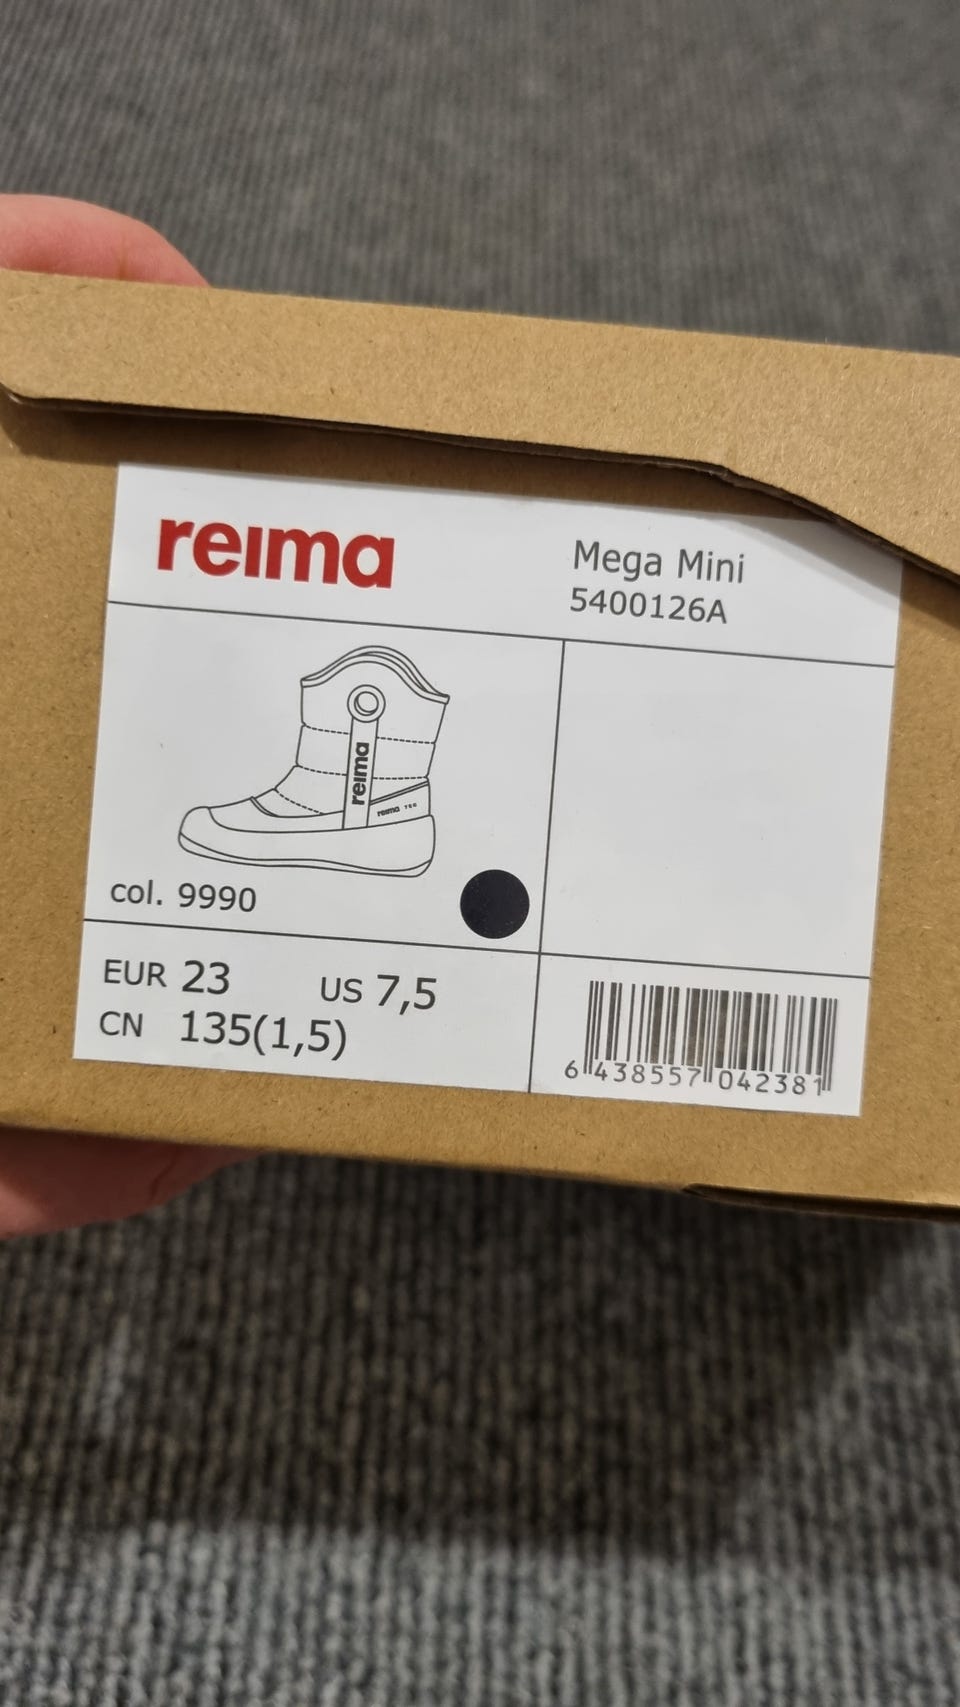 reima
Mega Mini
5400126A
reima
reima TEC
col. 9990
EUR 23 US 7,5
CN 135(1,5)
6 438557 042381